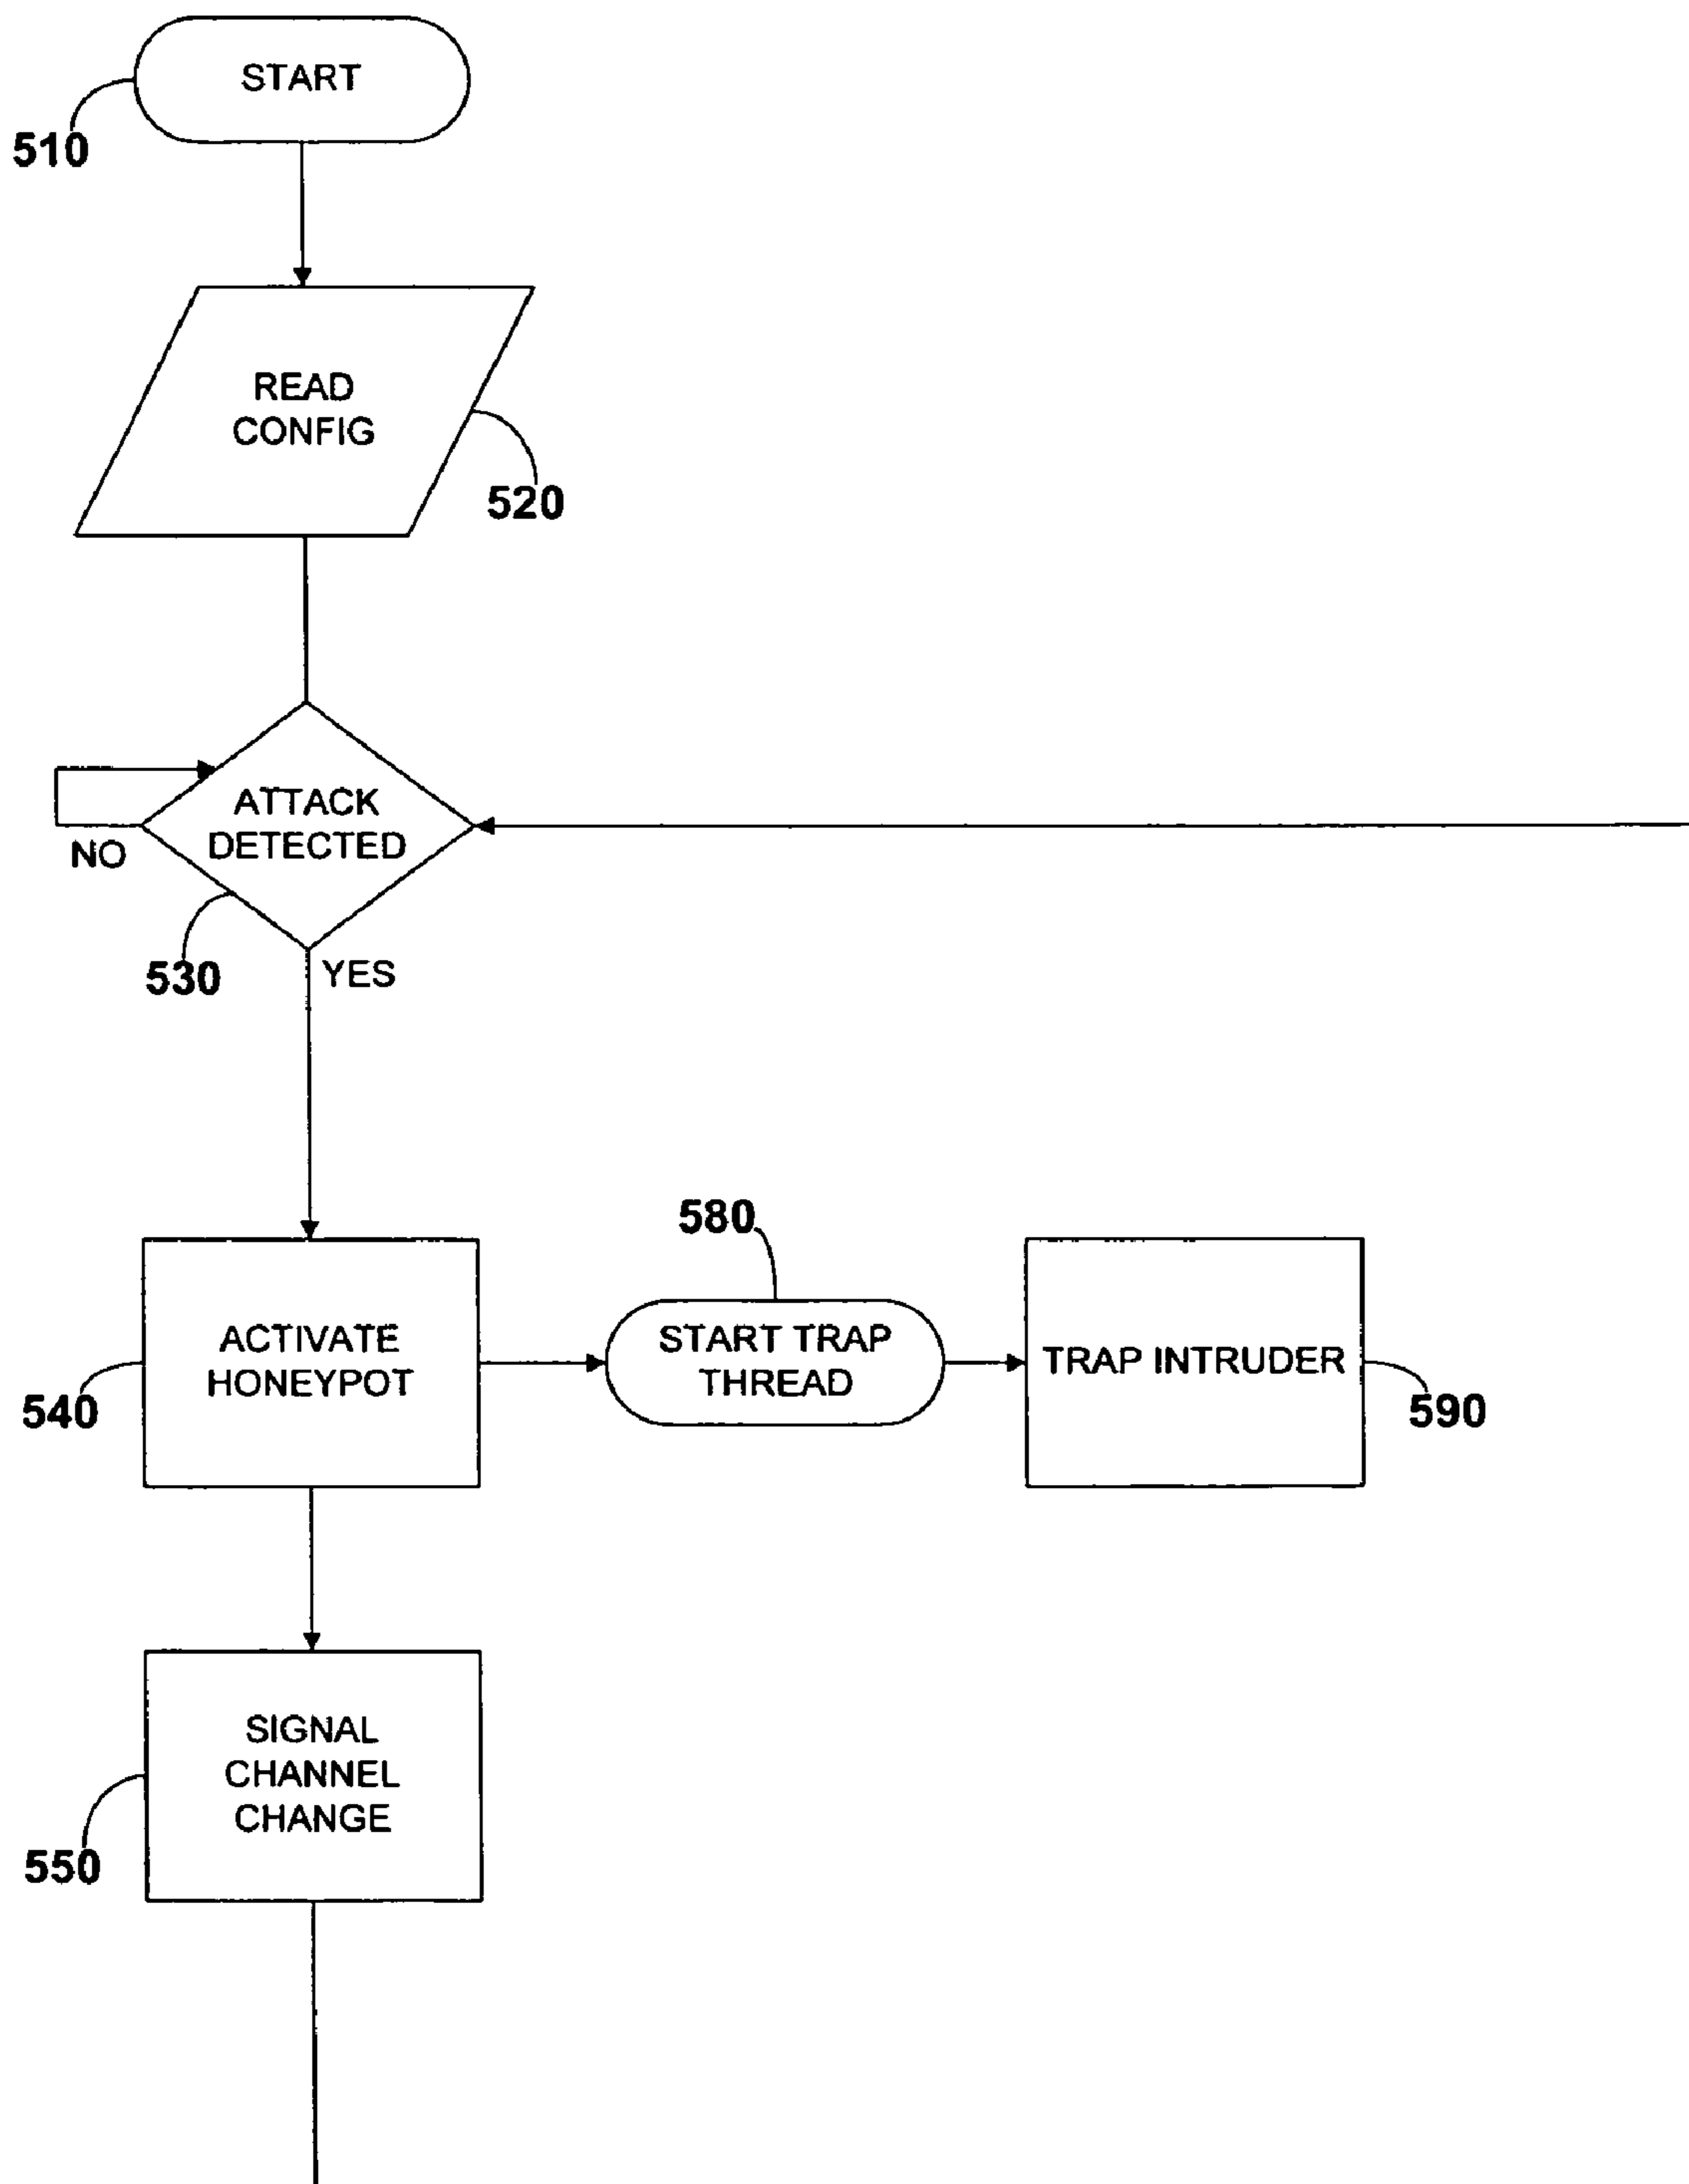 START
510
READ
CONFIG
520
ATTACK
DETECTED
NO
530
YES
580
ACTIVATE
HONEYPOT
START TRAP
THREAD
TRAP INTRUDER
540
590
SIGNAL
CHANNEL
CHANGE
550